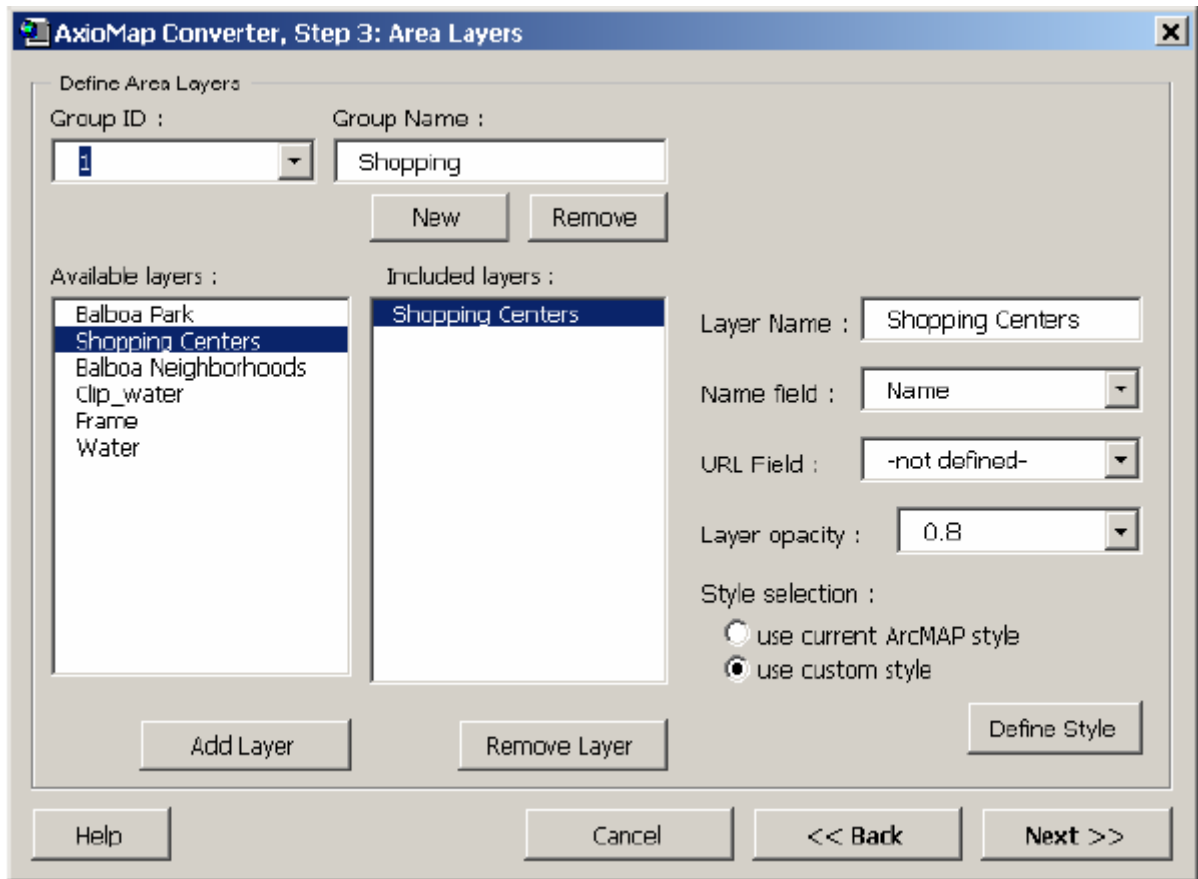 AxioMap Converter, Step 3: Area Layers
Define Area Layers
Group ID :
Group Name :
1
Shopping
New
Remove
Available layers :
Included layers :
Balboa Park
Shopping Centers
Balboa Neighborhoods
Clip_water
Frame
Water
Shopping Centers
Layer Name :
Shopping Centers
Name field :
Name
URL Field :
-not defined-
Layer opacity :
0.8
Style selection :
use current ArcMAP style
use custom style
Define Style
Add Layer
Remove Layer
Help
Cancel
<< Back
Next >>